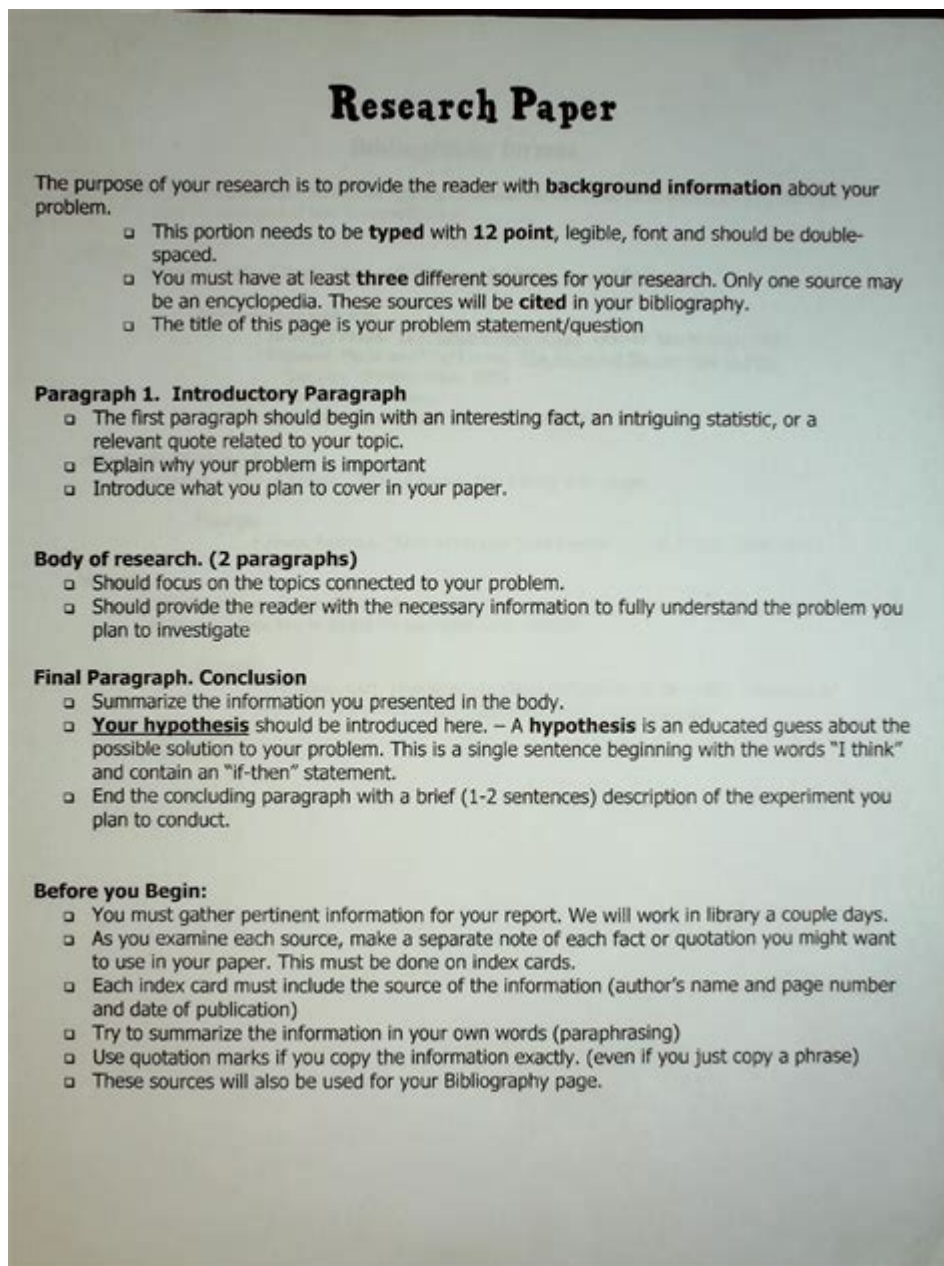 Research Paper
The purpose of your research is to provide the reader with background information about your
problem.
❑ This portion needs to be typed with 12 point, legible, font and should be double-
spaced.
❑ You must have at least three different sources for your research. Only one source may
be an encyclopedia. These sources will be cited in your bibliography.
❑ The title of this page is your problem statement/question
Paragraph 1. Introductory Paragraph
❑ The first paragraph should begin with an interesting fact, an intriguing statistic, or a
relevant quote related to your topic.
❑ Explain why your problem is important
❑ Introduce what you plan to cover in your paper.
Body of research. (2 paragraphs)
❑ Should focus on the topics connected to your problem.
❑ Should provide the reader with the necessary information to fully understand the problem you
plan to investigate
Final Paragraph. Conclusion
❑ Summarize the information you presented in the body.
❑ Your hypothesis should be introduced here. – A hypothesis is an educated guess about the
possible solution to your problem. This is a single sentence beginning with the words "I think"
and contain an "if-then" statement.
❑ End the concluding paragraph with a brief (1-2 sentences) description of the experiment you
plan to conduct.
Before you Begin:
❑ You must gather pertinent information for your report. We will work in library a couple days.
❑ As you examine each source, make a separate note of each fact or quotation you might want
to use in your paper. This must be done on index cards.
❑ Each index card must include the source of the information (author's name and page number
and date of publication)
❑ Try to summarize the information in your own words (paraphrasing)
❑ Use quotation marks if you copy the information exactly. (even if you just copy a phrase)
❑ These sources will also be used for your Bibliography page.